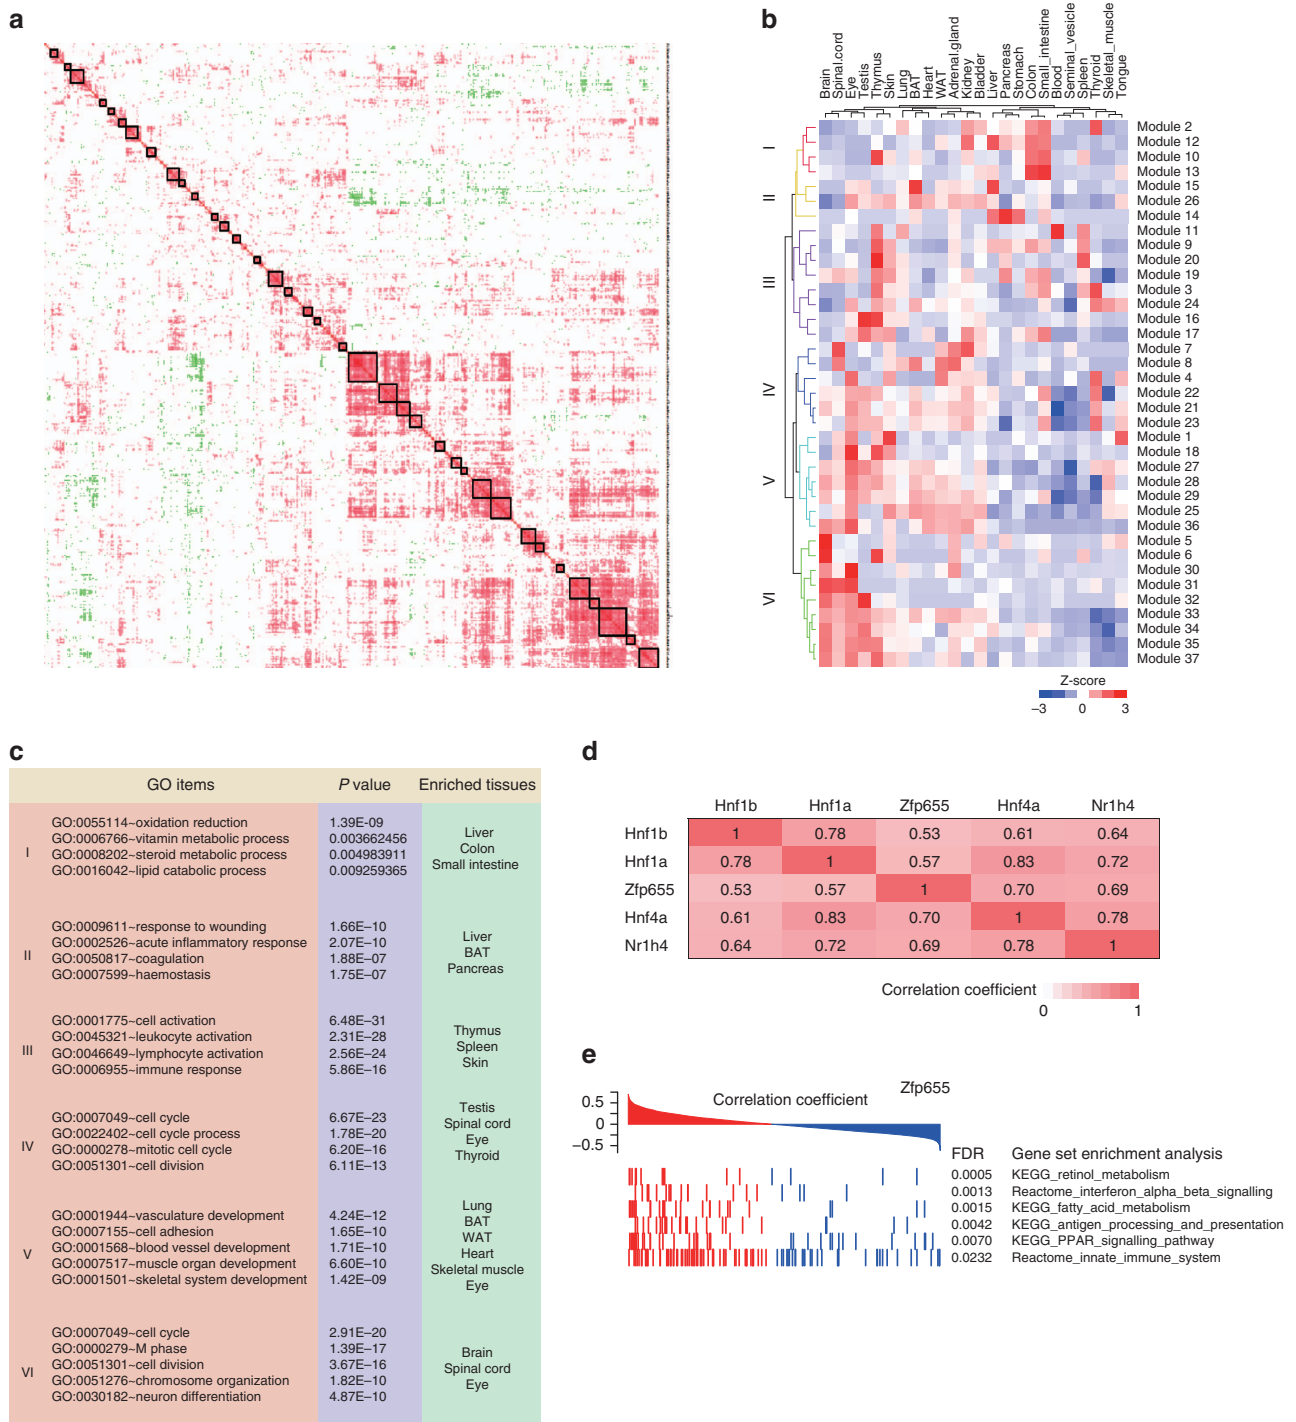 a
b
Brain
Spinal.cord
Eye
Testis
Thymus
Skin
Lung
BAT
Heart
WAT
Adrenal.gland
Kidney
Bladder
Liver
Pancreas
Stomach
Colon
Small_intestine
Blood
Seminal_vesicle
Spleen
Thyroid
Skeletal_muscle
Tongue
I
II
III
IV
V
VI
Module 2
Module 12
Module 10
Module 13
Module 15
Module 26
Module 14
Module 11
Module 9
Module 20
Module 19
Module 3
Module 24
Module 16
Module 17
Module 7
Module 8
Module 4
Module 22
Module 21
Module 23
Module 1
Module 18
Module 27
Module 28
Module 29
Module 25
Module 36
Module 5
Module 6
Module 30
Module 31
Module 32
Module 33
Module 34
Module 35
Module 37
Z-score
–3 0 3
c
GO items P value Enriched tissues
I
GO:0055114~oxidation reduction 1.39E-09
GO:0006766~vitamin metabolic process 0.003662456
GO:0008202~steroid metabolic process 0.004983911
GO:0016042~lipid catabolic process 0.009259365
Liver
Colon
Small intestine
II
GO:0009611~response to wounding 1.66E–10
GO:0002526~acute inflammatory response 2.07E–10
GO:0050817~coagulation 1.88E–07
GO:0007599~haemostasis 1.75E–07
Liver
BAT
Pancreas
III
GO:0001775~cell activation 6.48E–31
GO:0045321~leukocyte activation 2.31E–28
GO:0046649~lymphocyte activation 2.56E–24
GO:0006955~immune response 5.86E–16
Thymus
Spleen
Skin
IV
GO:0007049~cell cycle 6.67E–23
GO:0022402~cell cycle process 1.78E–20
GO:0000278~mitotic cell cycle 6.20E–16
GO:0051301~cell division 6.11E–13
Testis
Spinal cord
Eye
Thyroid
V
GO:0001944~vasculature development 4.24E–12
GO:0007155~cell adhesion 1.65E–10
GO:0001568~blood vessel development 1.71E–10
GO:0007517~muscle organ development 6.60E–10
GO:0001501~skeletal system development 1.42E–09
Lung
BAT
WAT
Heart
Skeletal muscle
Eye
VI
GO:0007049~cell cycle 2.91E–20
GO:0000279~M phase 1.39E–17
GO:0051301~cell division 3.67E–16
GO:0051276~chromosome organization 1.82E–10
GO:0030182~neuron differentiation 4.87E–10
Brain
Spinal cord
Eye
d
Hnf1b Hnf1a Zfp655 Hnf4a Nr1h4
Hnf1b 1 0.78 0.53 0.61 0.64
Hnf1a 0.78 1 0.57 0.83 0.72
Zfp655 0.53 0.57 1 0.70 0.69
Hnf4a 0.61 0.83 0.70 1 0.78
Nr1h4 0.64 0.72 0.69 0.78 1
Correlation coefficient
0 1
e
Zfp655
Correlation coefficient
0.5
0
–0.5
FDR Gene set enrichment analysis
0.0005 KEGG_retinol_metabolism
0.0013 Reactome_interferon_alpha_beta_signalling
0.0015 KEGG_fatty_acid_metabolism
0.0042 KEGG_antigen_processing_and_presentation
0.0070 KEGG_PPAR_signalling_pathway
0.0232 Reactome_innate_immune_system